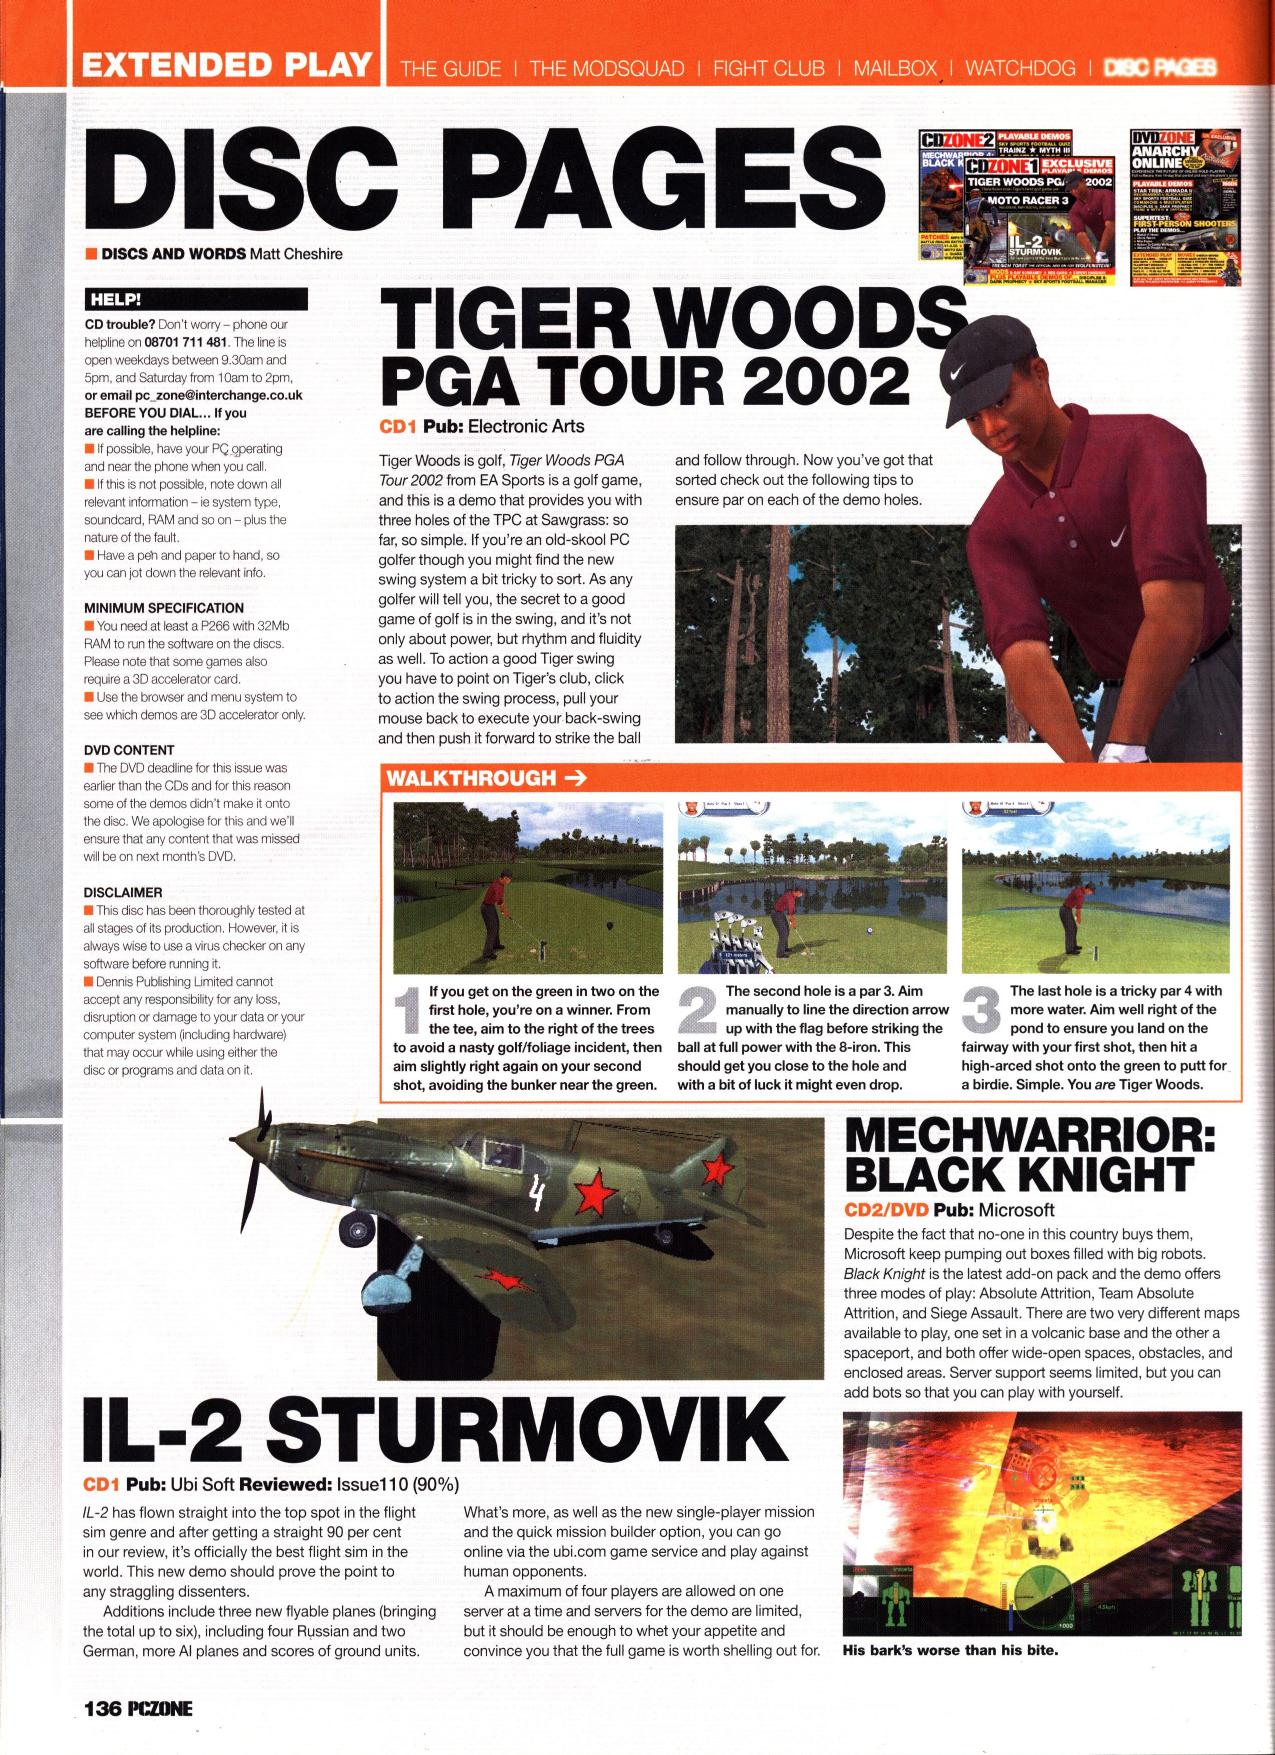 EXTENDED PLAY
THE GUIDE | THE MODSQUAD | FIGHT CLUB | MAILBOX | WATCHDOG | DISC PAGES
DISC PAGES
DISCS AND WORDS Matt Cheshire
CDZONE2
PLAYABLE DEMOS
SKY SPORTS FOOTBALL QUIZ
TRAINZ ★ MYTH III
CDZONE1
EXCLUSIVE
TIGER WOODS PGA 2002
MOTO RACER 3
IL-2
STURMOVIK
DVDZONE
ANARCHY
ONLINE
PLAYABLE DEMOS
SUPERTEST:
FIRST-PERSON SHOOTERS
PLAY THE DEMOS...
HELP!
CD trouble? Don't worry – phone our
helpline on 08701 711 481. The line is
open weekdays between 9.30am and
5pm, and Saturday from 10am to 2pm,
or email pc_zone@interchange.co.uk
BEFORE YOU DIAL... If you
are calling the helpline:
If possible, have your PC operating
and near the phone when you call.
If this is not possible, note down all
relevant information – ie system type,
soundcard, RAM and so on – plus the
nature of the fault.
Have a pen and paper to hand, so
you can jot down the relevant info.
MINIMUM SPECIFICATION
You need at least a P266 with 32Mb
RAM to run the software on the discs.
Please note that some games also
require a 3D accelerator card.
Use the browser and menu system to
see which demos are 3D accelerator only.
DVD CONTENT
The DVD deadline for this issue was
earlier than the CDs and for this reason
some of the demos didn't make it onto
the disc. We apologise for this and we'll
ensure that any content that was missed
will be on next month's DVD.
DISCLAIMER
This disc has been thoroughly tested at
all stages of its production. However, it is
always wise to use a virus checker on any
software before running it.
Dennis Publishing Limited cannot
accept any responsibility for any loss,
disruption or damage to your data or your
computer system (including hardware)
that may occur while using either the
disc or programs and data on it.
TIGER WOODS
PGA TOUR 2002
CD1 Pub: Electronic Arts
Tiger Woods is golf, Tiger Woods PGA
Tour 2002 from EA Sports is a golf game,
and this is a demo that provides you with
three holes of the TPC at Sawgrass: so
far, so simple. If you're an old-skool PC
golfer though you might find the new
swing system a bit tricky to sort. As any
golfer will tell you, the secret to a good
game of golf is in the swing, and it's not
only about power, but rhythm and fluidity
as well. To action a good Tiger swing
you have to point on Tiger's club, click
to action the swing process, pull your
mouse back to execute your back-swing
and then push it forward to strike the ball
and follow through. Now you've got that
sorted check out the following tips to
ensure par on each of the demo holes.
WALKTHROUGH →
1 If you get on the green in two on the
first hole, you're on a winner. From
the tee, aim to the right of the trees
to avoid a nasty golf/foliage incident, then
aim slightly right again on your second
shot, avoiding the bunker near the green.
2 The second hole is a par 3. Aim
manually to line the direction arrow
up with the flag before striking the
ball at full power with the 8-iron. This
should get you close to the hole and
with a bit of luck it might even drop.
3 The last hole is a tricky par 4 with
more water. Aim well right of the
pond to ensure you land on the
fairway with your first shot, then hit a
high-arced shot onto the green to putt for
a birdie. Simple. You are Tiger Woods.
4
IL-2 STURMOVIK
CD1 Pub: Ubi Soft Reviewed: Issue110 (90%)
IL-2 has flown straight into the top spot in the flight
sim genre and after getting a straight 90 per cent
in our review, it's officially the best flight sim in the
world. This new demo should prove the point to
any straggling dissenters.
Additions include three new flyable planes (bringing
the total up to six), including four Russian and two
German, more AI planes and scores of ground units.
What's more, as well as the new single-player mission
and the quick mission builder option, you can go
online via the ubi.com game service and play against
human opponents.
A maximum of four players are allowed on one
server at a time and servers for the demo are limited,
but it should be enough to whet your appetite and
convince you that the full game is worth shelling out for.
MECHWARRIOR:
BLACK KNIGHT
CD2/DVD Pub: Microsoft
Despite the fact that no-one in this country buys them,
Microsoft keep pumping out boxes filled with big robots.
Black Knight is the latest add-on pack and the demo offers
three modes of play: Absolute Attrition, Team Absolute
Attrition, and Siege Assault. There are two very different maps
available to play, one set in a volcanic base and the other a
spaceport, and both offer wide-open spaces, obstacles, and
enclosed areas. Server support seems limited, but you can
add bots so that you can play with yourself.
His bark's worse than his bite.
136 PCZONE